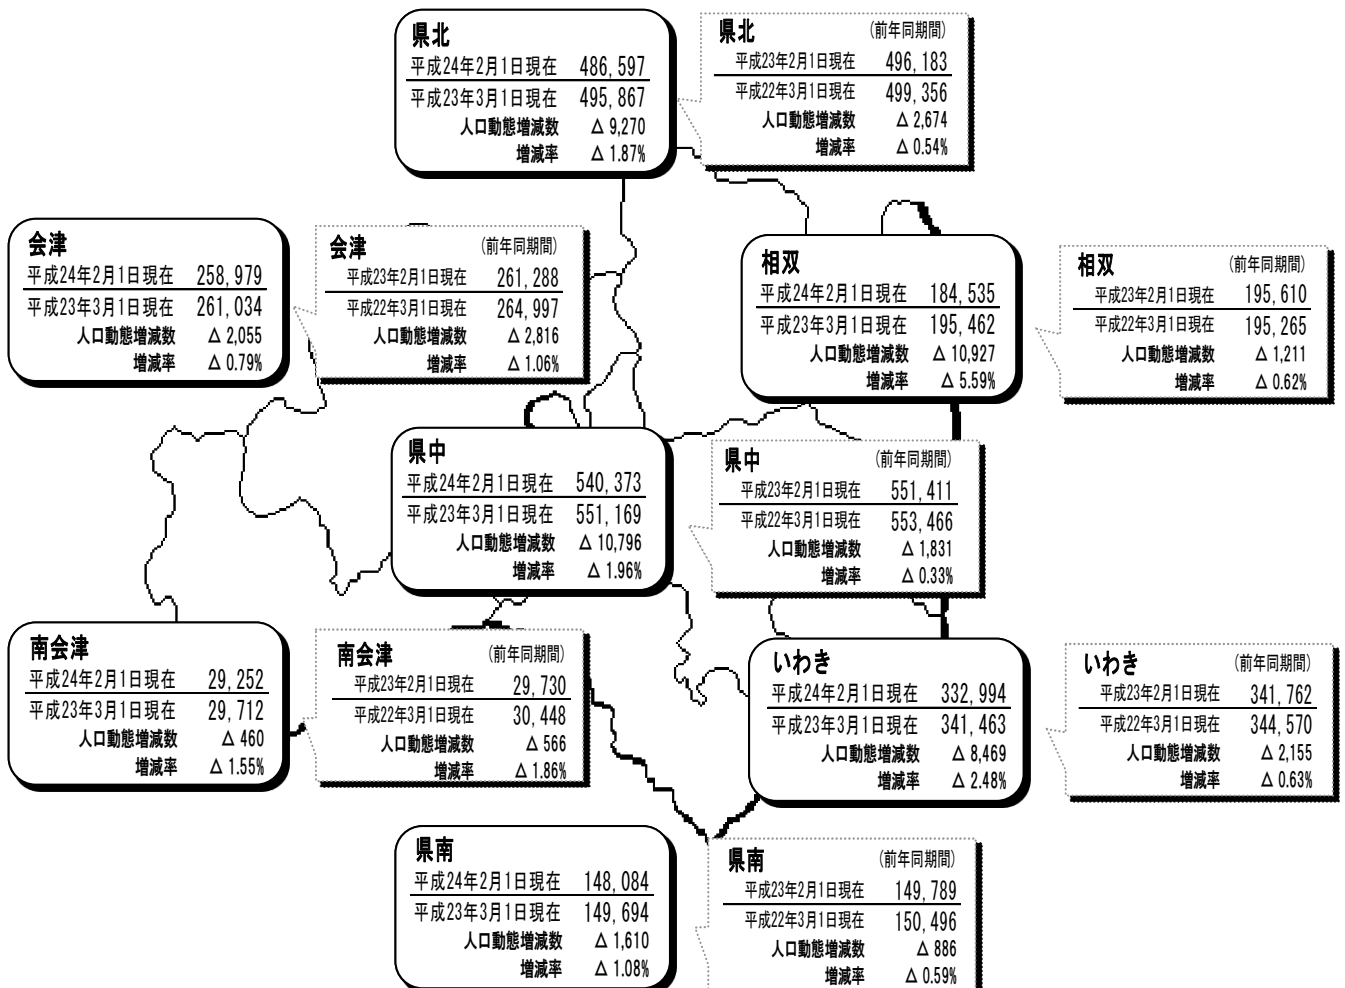 県北
平成24年2月1日現在 486,597
平成23年3月1日現在 495,867
人口動態増減数 △ 9,270
増減率 △ 1.87%
県北 (前年同期間)
平成23年2月1日現在 496,183
平成22年3月1日現在 499,356
人口動態増減数 △ 2,674
増減率 △ 0.54%
会津
平成24年2月1日現在 258,979
平成23年3月1日現在 261,034
人口動態増減数 △ 2,055
増減率 △ 0.79%
会津 (前年同期間)
平成23年2月1日現在 261,288
平成22年3月1日現在 264,997
人口動態増減数 △ 2,816
増減率 △ 1.06%
相双
平成24年2月1日現在 184,535
平成23年3月1日現在 195,462
人口動態増減数 △ 10,927
増減率 △ 5.59%
相双 (前年同期間)
平成23年2月1日現在 195,610
平成22年3月1日現在 195,265
人口動態増減数 △ 1,211
増減率 △ 0.62%
県中
平成24年2月1日現在 540,373
平成23年3月1日現在 551,169
人口動態増減数 △ 10,796
増減率 △ 1.96%
県中 (前年同期間)
平成23年2月1日現在 551,411
平成22年3月1日現在 553,466
人口動態増減数 △ 1,831
増減率 △ 0.33%
南会津
平成24年2月1日現在 29,252
平成23年3月1日現在 29,712
人口動態増減数 △ 460
増減率 △ 1.55%
南会津 (前年同期間)
平成23年2月1日現在 29,730
平成22年3月1日現在 30,448
人口動態増減数 △ 566
増減率 △ 1.86%
いわき
平成24年2月1日現在 332,994
平成23年3月1日現在 341,463
人口動態増減数 △ 8,469
増減率 △ 2.48%
いわき (前年同期間)
平成23年2月1日現在 341,762
平成22年3月1日現在 344,570
人口動態増減数 △ 2,155
増減率 △ 0.63%
県南
平成24年2月1日現在 148,084
平成23年3月1日現在 149,694
人口動態増減数 △ 1,610
増減率 △ 1.08%
県南 (前年同期間)
平成23年2月1日現在 149,789
平成22年3月1日現在 150,496
人口動態増減数 △ 886
増減率 △ 0.59%